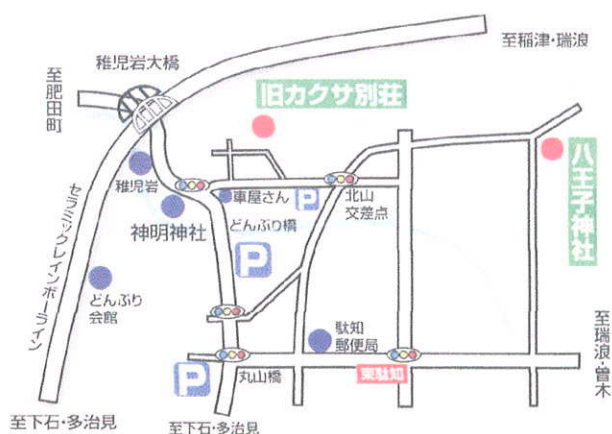 至稲津・瑞浪
稚児岩大橋
至肥田町
旧カクサ別荘
八王子神社
稚児岩
車屋さん
P
北山
交差点
神明神社
どんぶり橋
セラミックレインボーライン
P
どんぶり
会館
駄知
郵便局
至瑞浪・曽木
P
丸山橋
東駄知
至下石・多治見
至下石・多治見